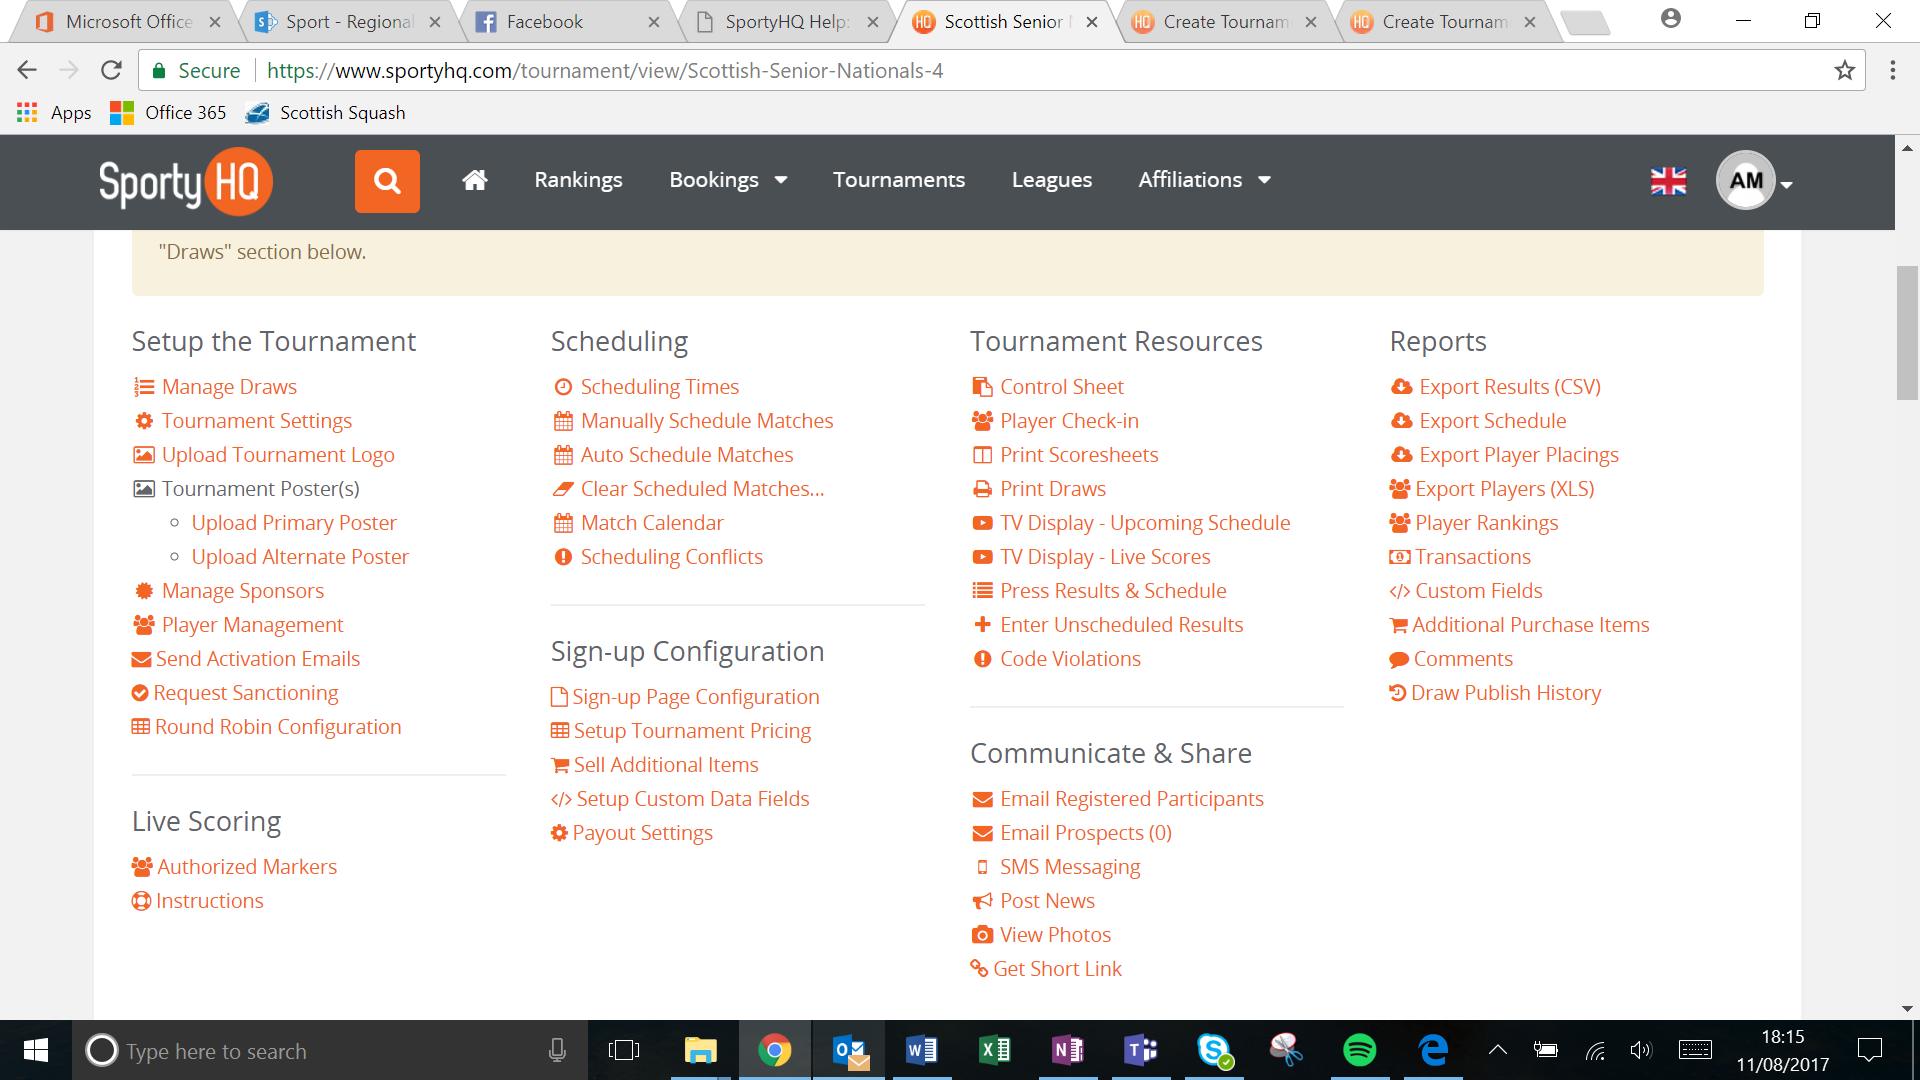 Microsoft Office
Sport - Regional
Facebook
SportyHQ Help:
Scottish Senior
Create Tournam
Create Tournam
Secure
https://www.sportyhq.com/tournament/view/Scottish-Senior-Nationals-4
Apps
Office 365
Scottish Squash
SportyHQ
Rankings
Bookings
Tournaments
Leagues
Affiliations
AM
"Draws" section below.
Setup the Tournament
Manage Draws
Tournament Settings
Upload Tournament Logo
Tournament Poster(s)
Upload Primary Poster
Upload Alternate Poster
Manage Sponsors
Player Management
Send Activation Emails
Request Sanctioning
Round Robin Configuration
Live Scoring
Authorized Markers
Instructions
Scheduling
Scheduling Times
Manually Schedule Matches
Auto Schedule Matches
Clear Scheduled Matches...
Match Calendar
Scheduling Conflicts
Sign-up Configuration
Sign-up Page Configuration
Setup Tournament Pricing
Sell Additional Items
Setup Custom Data Fields
Payout Settings
Tournament Resources
Control Sheet
Player Check-in
Print Scoresheets
Print Draws
TV Display - Upcoming Schedule
TV Display - Live Scores
Press Results & Schedule
Enter Unscheduled Results
Code Violations
Communicate & Share
Email Registered Participants
Email Prospects (0)
SMS Messaging
Post News
View Photos
Get Short Link
Reports
Export Results (CSV)
Export Schedule
Export Player Placings
Export Players (XLS)
Player Rankings
Transactions
Custom Fields
Additional Purchase Items
Comments
Draw Publish History
Type here to search
18:15
11/08/2017